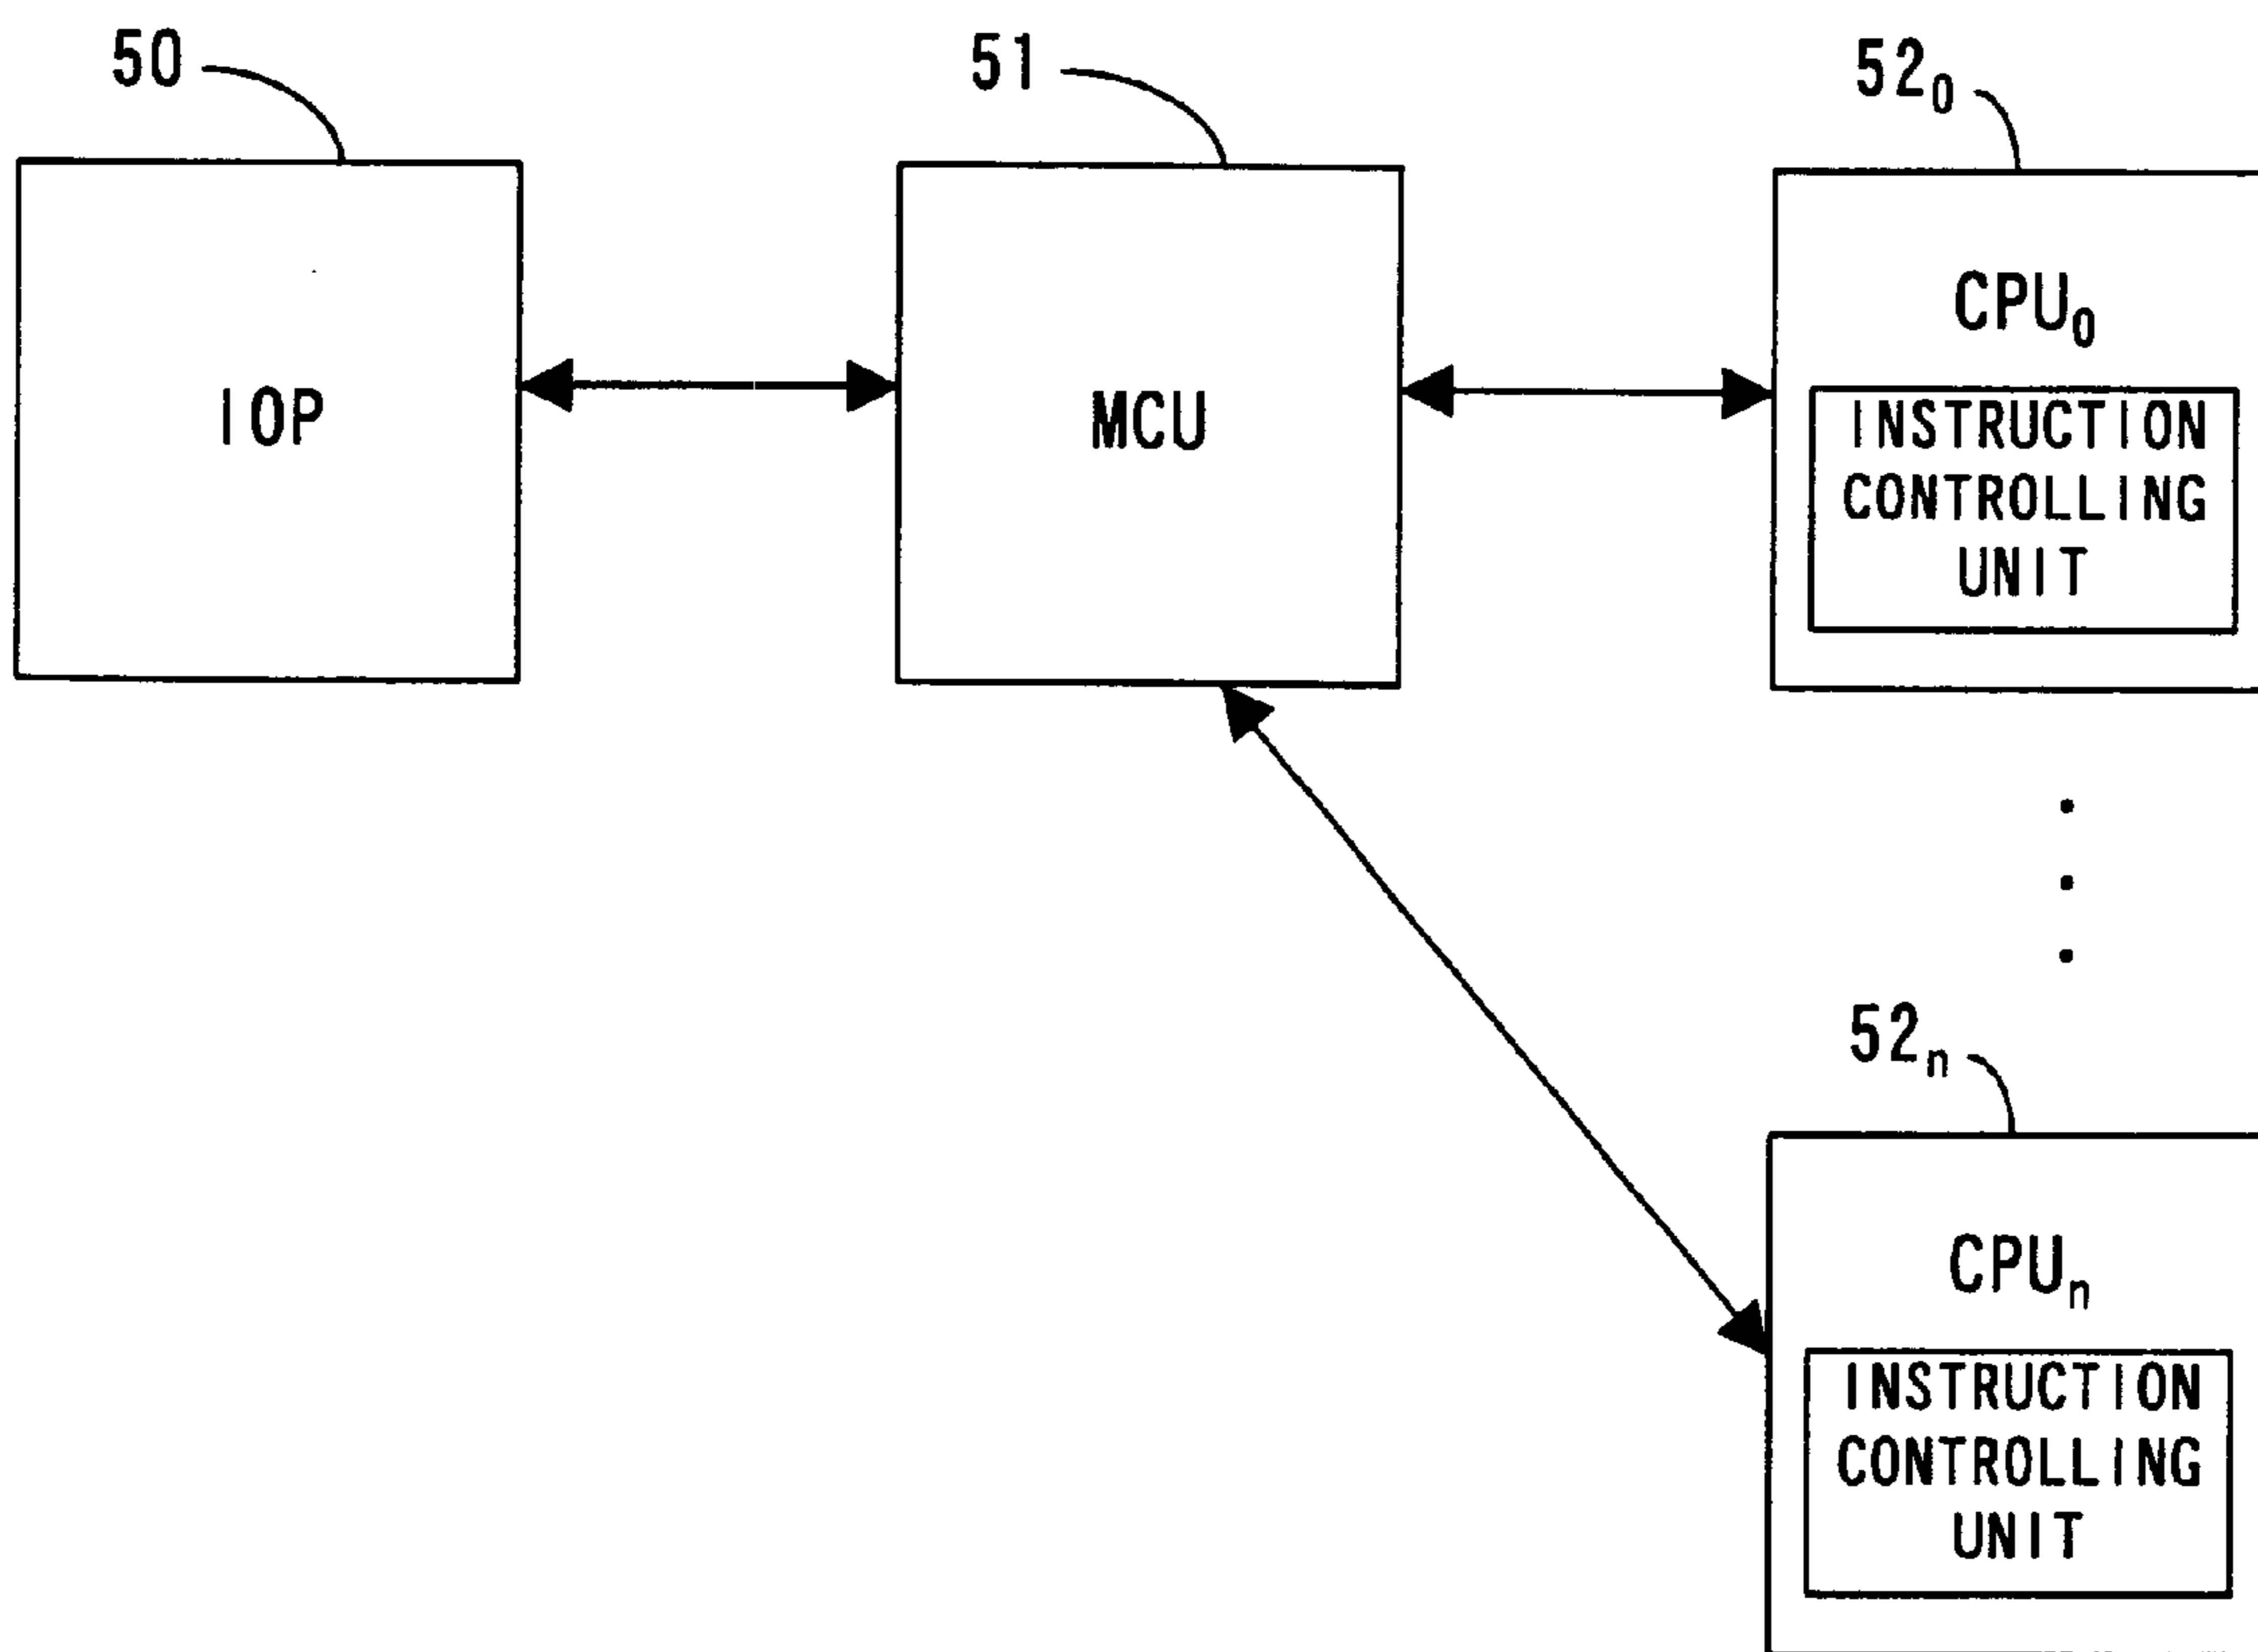 50
51
52₀
IOP
MCU
CPU₀
INSTRUCTION
CONTROLLING
UNIT
52ₙ
CPUₙ
INSTRUCTION
CONTROLLING
UNIT